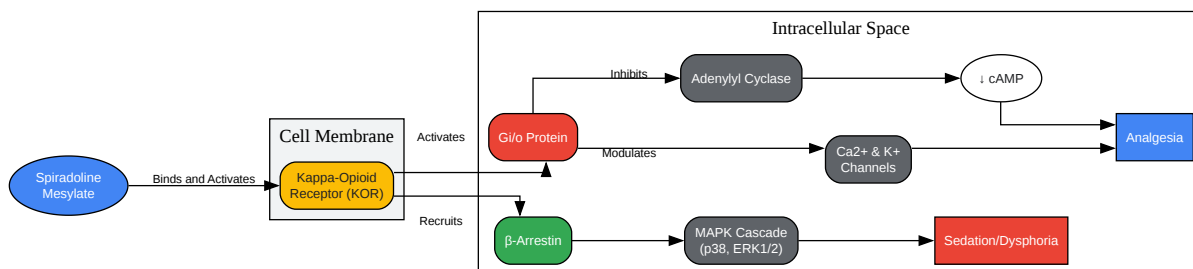 Intracellular Space
Inhibits
Adenylyl Cyclase
↓ cAMP
Cell Membrane
Activates
Gi/o Protein
Modulates
Ca2+ & K+
Channels
Analgesia
Spiradoline
Mesylate
Binds and Activates
Kappa-Opioid
Receptor (KOR)
Recruits
β-Arrestin
MAPK Cascade
(p38, ERK1/2)
Sedation/Dysphoria